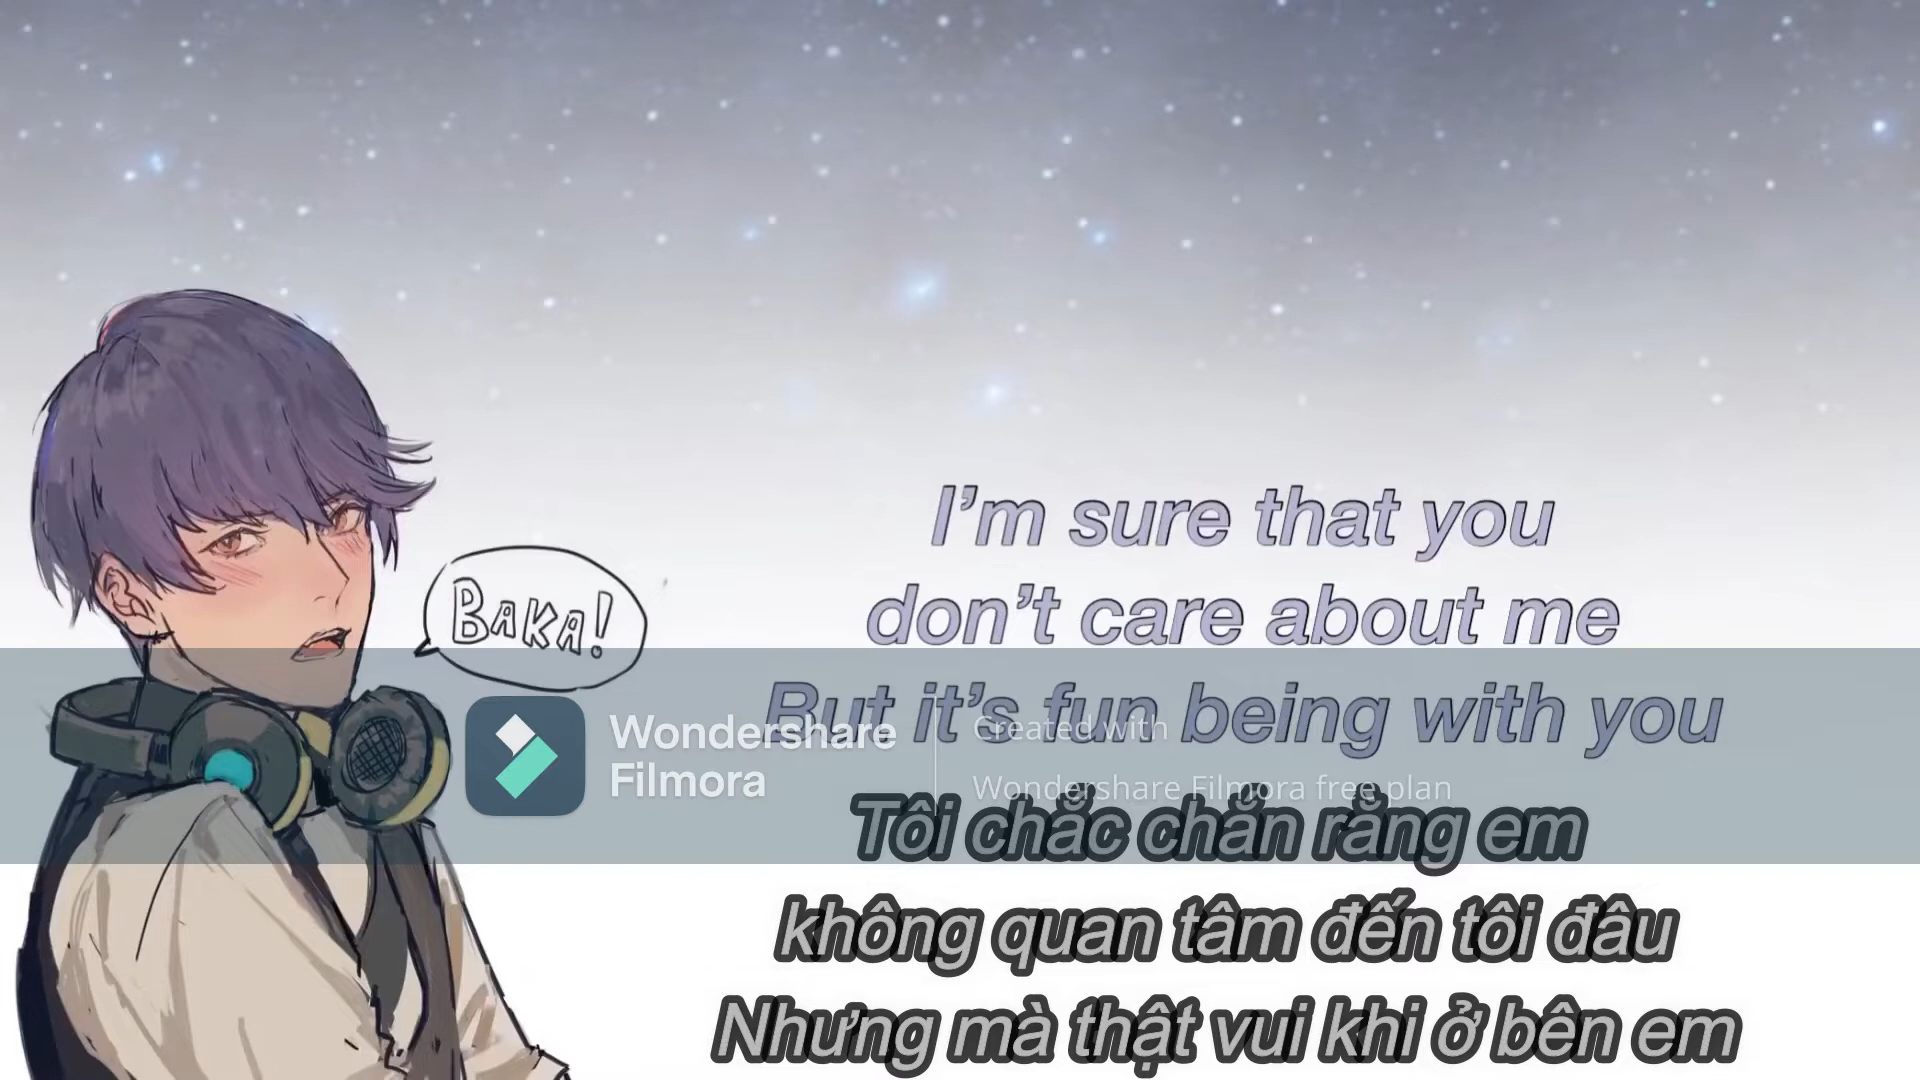 BAKA!
I'm sure that you
don't care about me
But it's fun being with you
Wondershare
Filmora
Created with
Wondershare Filmora free plan
Tôi chắc chắn rằng em
không quan tâm đến tôi đâu
Nhưng mà thật vui khi ở bên em